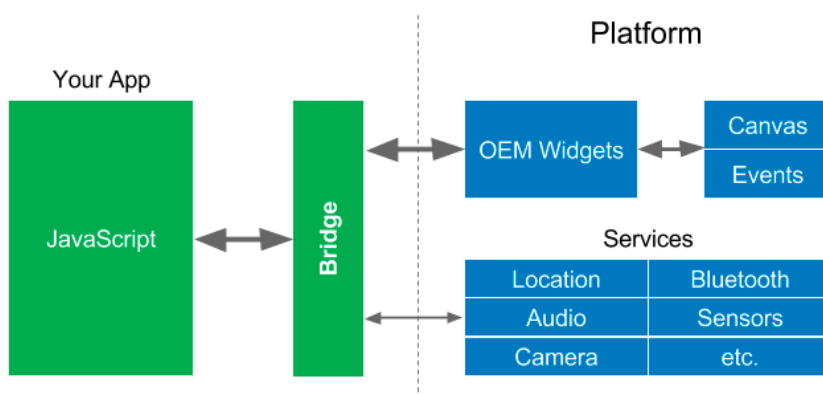 Platform
Your App
JavaScript
Bridge
OEM Widgets
Canvas
Events
Services
Location
Bluetooth
Audio
Sensors
Camera
etc.